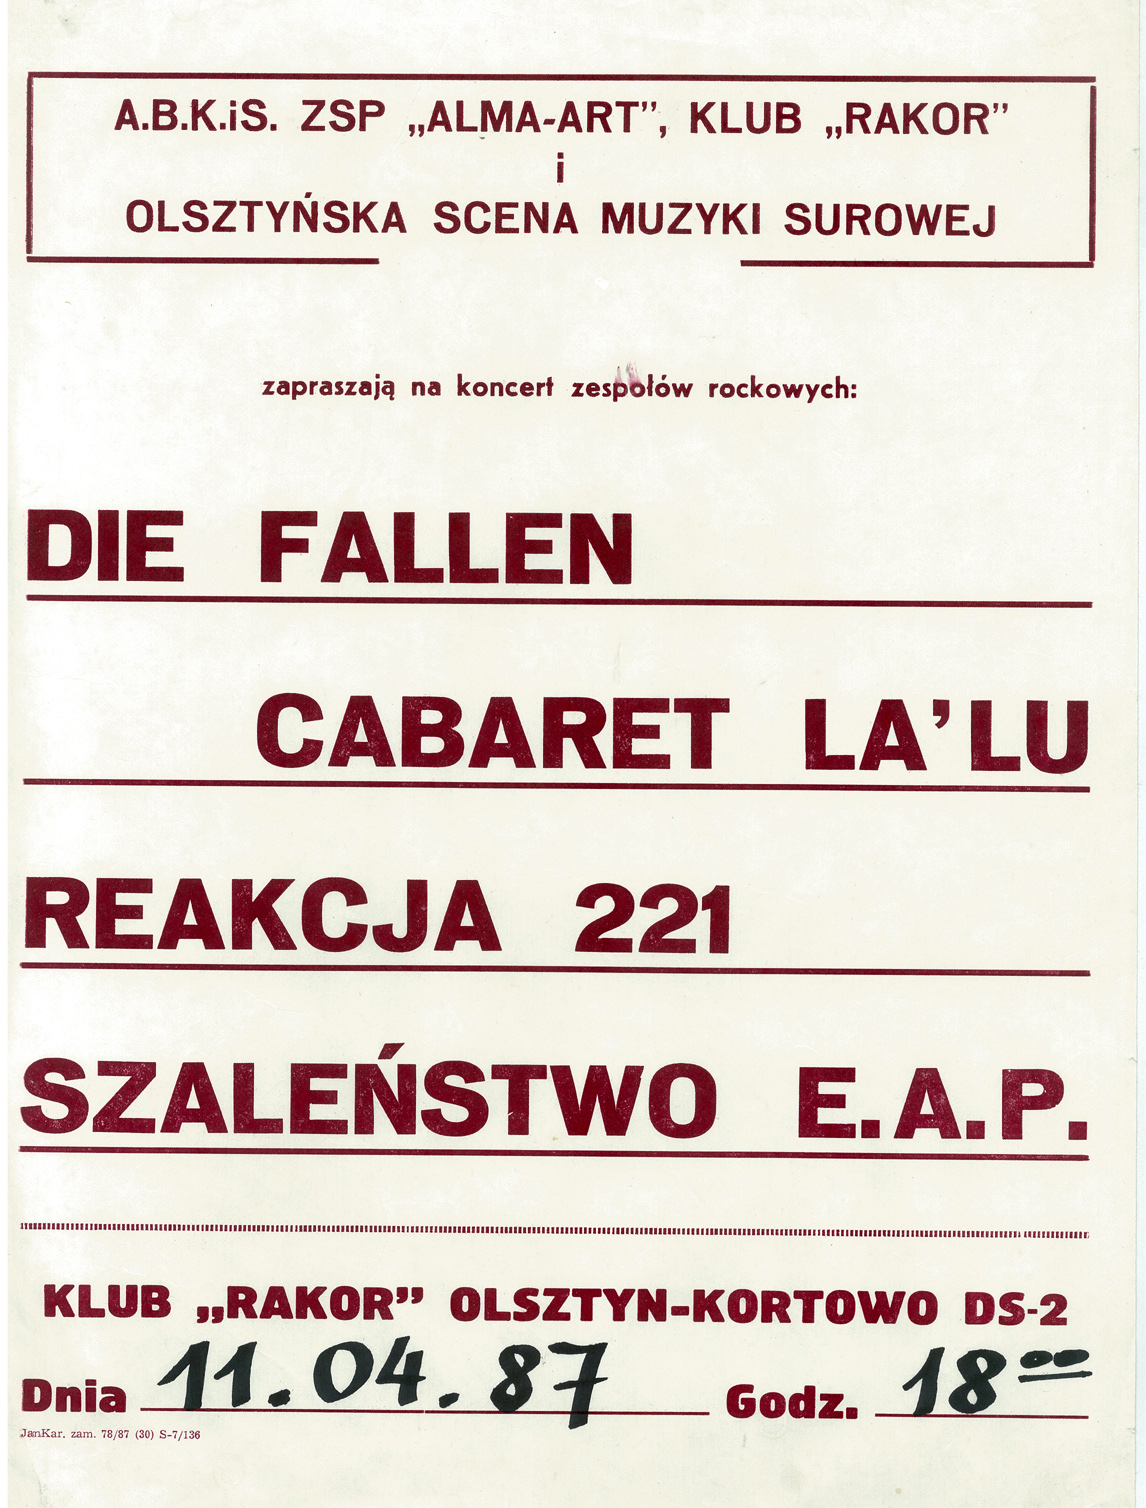 A.B.K.iS. ZSP „ALMA-ART”, KLUB „RAKOR”
i
OLSZTYŃSKA SCENA MUZYKI SUROWEJ
zapraszają na koncert zespołów rockowych:
DIE FALLEN
CABARET LA’LU
REAKCJA 221
SZALEŃSTWO E.A.P.
KLUB „RAKOR” OLSZTYN-KORTOWO DS-2
Dnia 11.04.87 Godz. 18⁰⁰
JanKar. zam. 78/87 (30) S-7/136